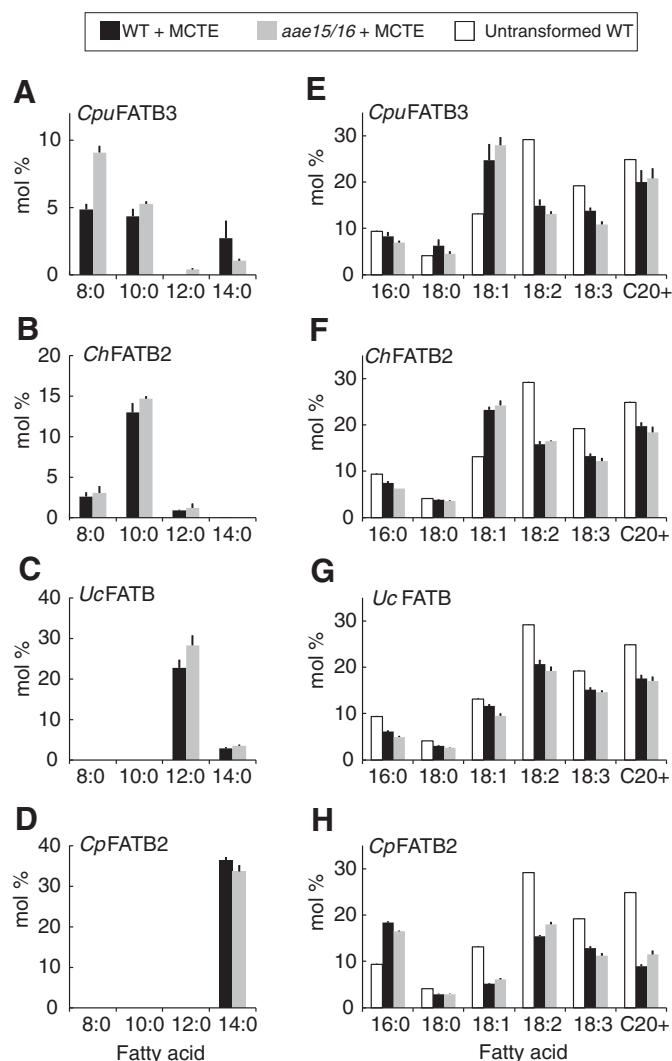 WT + MCTE aae15/16 + MCTE Untransformed WT
A
CpuFATB3
mol %
10
5
0
8:0 10:0 12:0 14:0
B
ChFATB2
mol %
20
15
10
5
0
8:0 10:0 12:0 14:0
C
UcFATB
mol %
40
30
20
10
0
8:0 10:0 12:0 14:0
D
CpFATB2
mol %
40
30
20
10
0
8:0 10:0 12:0 14:0
Fatty acid
E
CpuFATB3
mol %
30
20
10
0
16:0 18:0 18:1 18:2 18:3 C20+
F
ChFATB2
mol %
30
20
10
0
16:0 18:0 18:1 18:2 18:3 C20+
G
Uc FATB
mol %
30
20
10
0
16:0 18:0 18:1 18:2 18:3 C20+
H
CpFATB2
mol %
30
20
10
0
16:0 18:0 18:1 18:2 18:3 C20+
Fatty acid